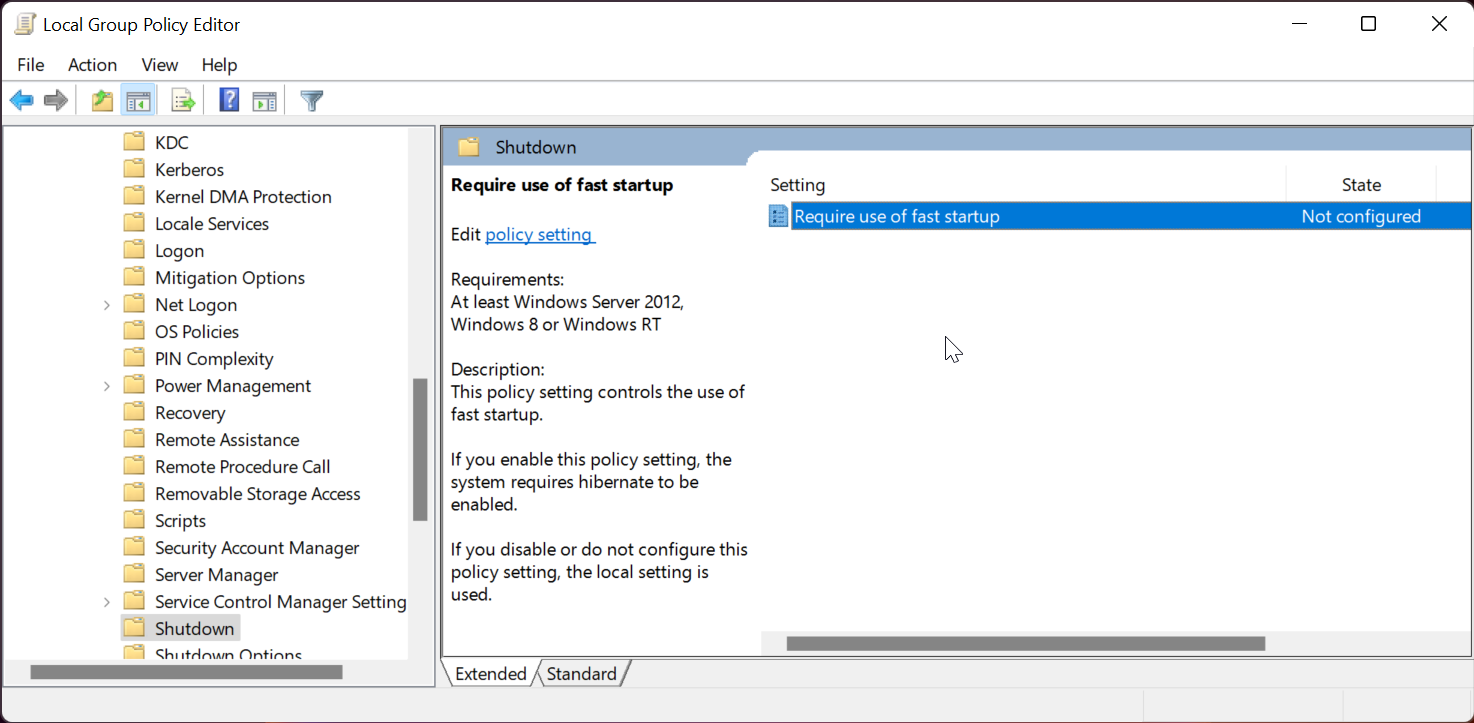 Local Group Policy Editor
File Action View Help
KDC
Kerberos
Kernel DMA Protection
Locale Services
Logon
Mitigation Options
Net Logon
OS Policies
PIN Complexity
Power Management
Recovery
Remote Assistance
Remote Procedure Call
Removable Storage Access
Scripts
Security Account Manager
Server Manager
Service Control Manager Setting
Shutdown
Shutdown Options
Shutdown
Require use of fast startup
Edit policy setting
Requirements:
At least Windows Server 2012,
Windows 8 or Windows RT
Description:
This policy setting controls the use of
fast startup.
If you enable this policy setting, the
system requires hibernate to be
enabled.
If you disable or do not configure this
policy setting, the local setting is
used.
Setting State
Require use of fast startup Not configured
Extended Standard